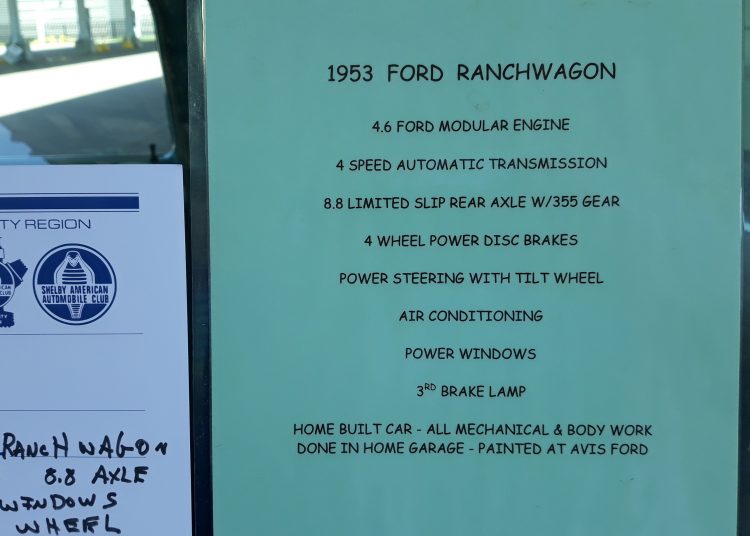 1953 FORD RANCHWAGON
4.6 FORD MODULAR ENGINE
4 SPEED AUTOMATIC TRANSMISSION
8.8 LIMITED SLIP REAR AXLE W/355 GEAR
4 WHEEL POWER DISC BRAKES
POWER STEERING WITH TILT WHEEL
AIR CONDITIONING
POWER WINDOWS
3RD BRAKE LAMP
HOME BUILT CAR - ALL MECHANICAL & BODY WORK
DONE IN HOME GARAGE - PAINTED AT AVIS FORD
TY REGION
SHELBY AMERICAN
AUTOMOBILE CLUB
RANCH WAGON
8.8 AXLE
WINDOWS
WHEEL